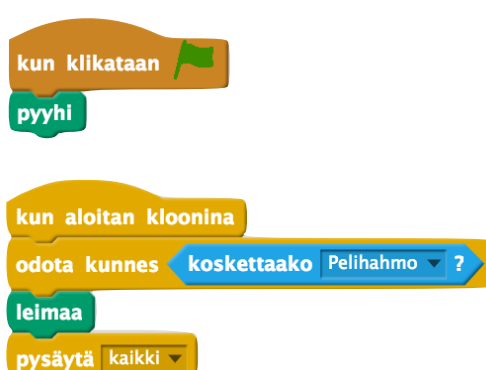 kun klikataan
pyyhi
kun aloitan kloonina
odota kunnes koskettaako Pelihahmo ?
leimaa
pysäytä kaikki